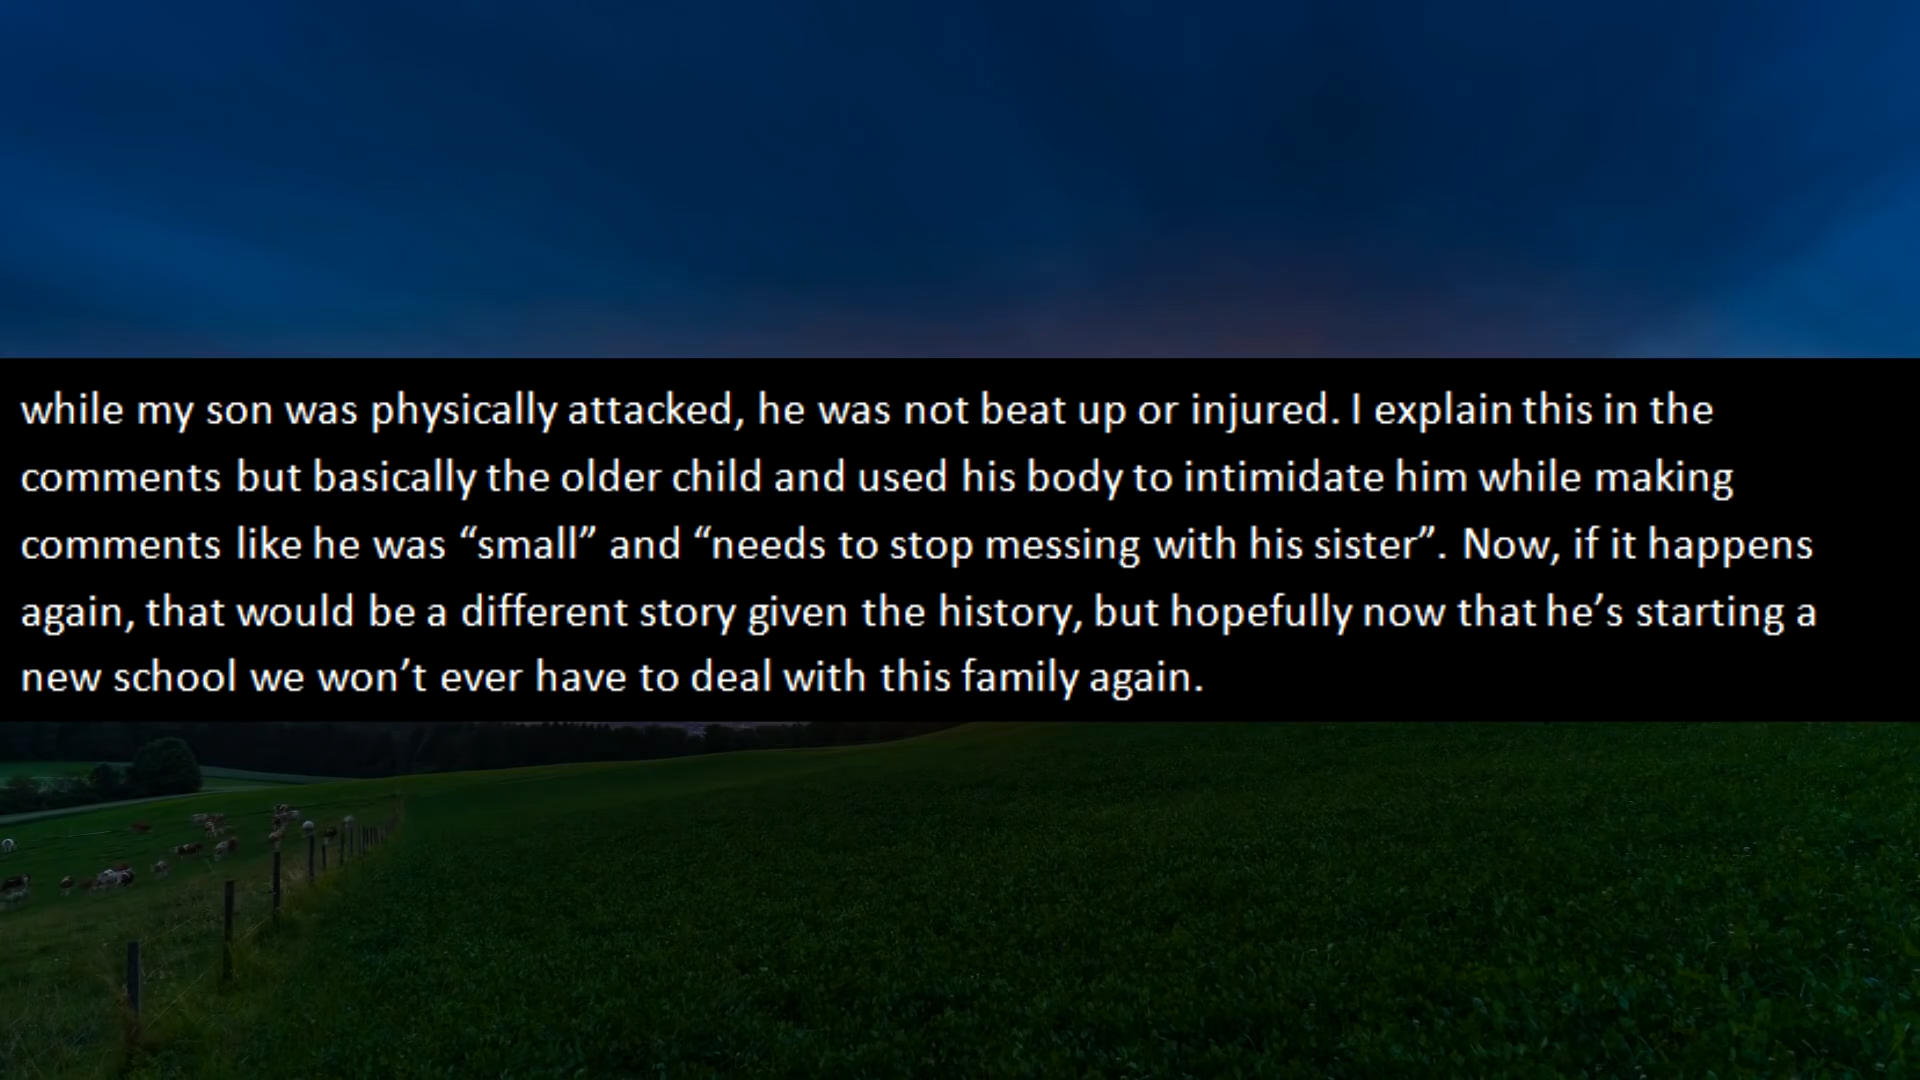 while my son was physically attacked, he was not beat up or injured. I explain this in the
comments but basically the older child and used his body to intimidate him while making
comments like he was “small” and “needs to stop messing with his sister”. Now, if it happens
again, that would be a different story given the history, but hopefully now that he’s starting a
new school we won’t ever have to deal with this family again.